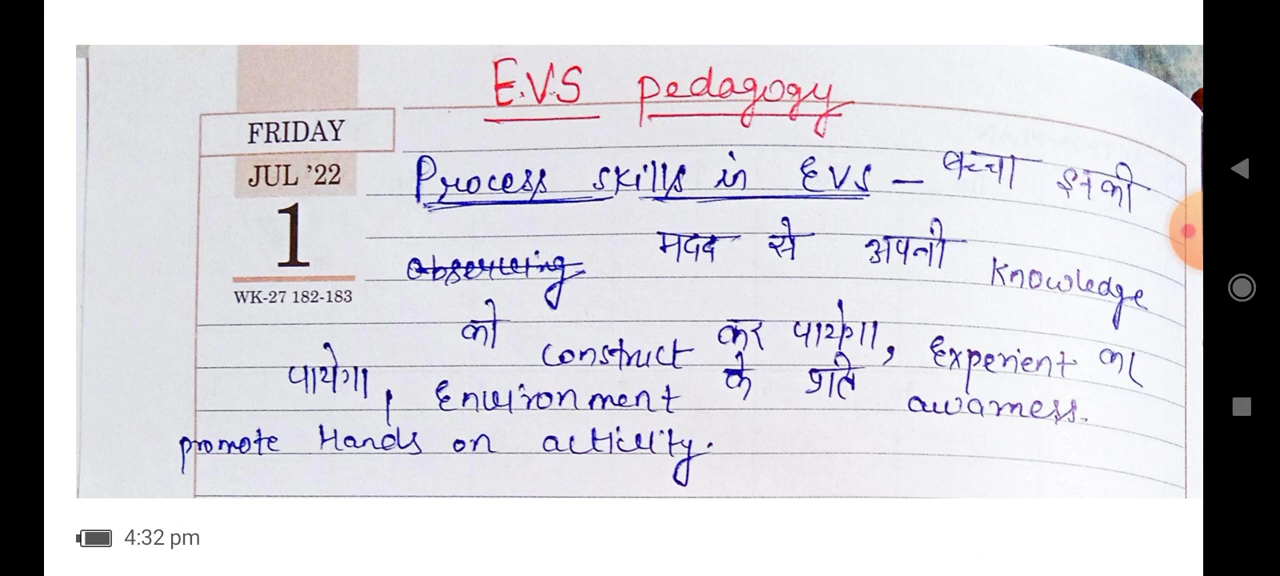 E.V.S pedagogy
FRIDAY
JUL ’22
1
WK-27 182-183
Process skills in EVS – बच्चा इनकी
observing मदद से अपनी Knowledge
को construct कर पायेगा, Experient कर
पायेगा, Environment के प्रति awarness.
promote Hands on activity.
4:32 pm